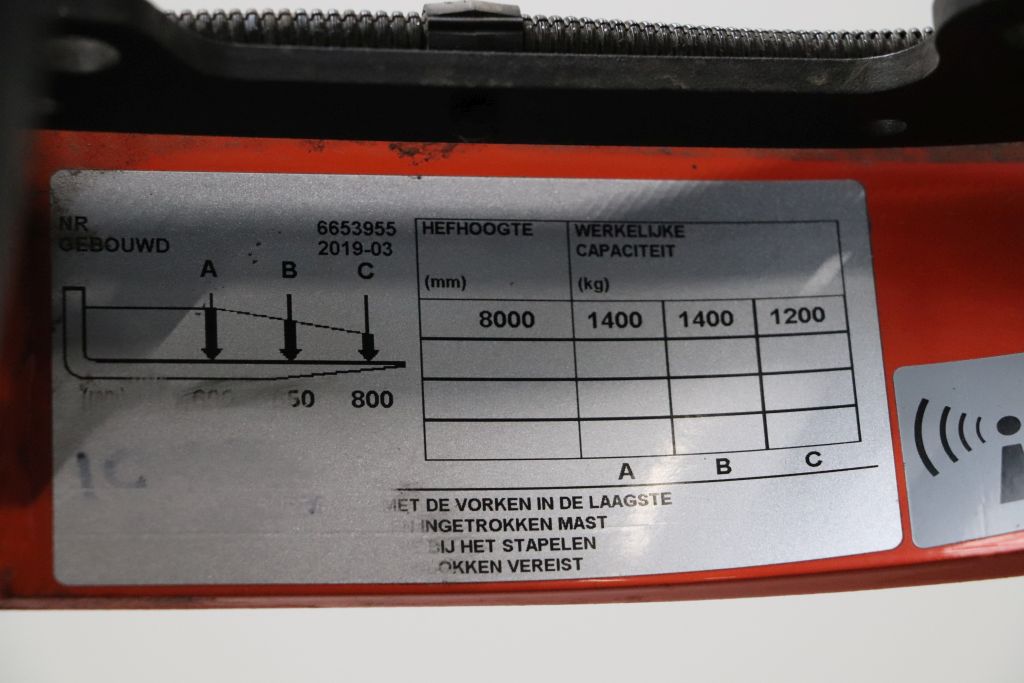 NR 6653955
GEBOUWD 2019-03
A B C
800
HEFHOOGTE
(mm)
WERKELIJKE
CAPACITEIT
(kg)
8000 1400 1400 1200
A B C
MET DE VORKEN IN DE LAAGSTE
INGETROKKEN MAST
BIJ HET STAPELEN
VEREIST